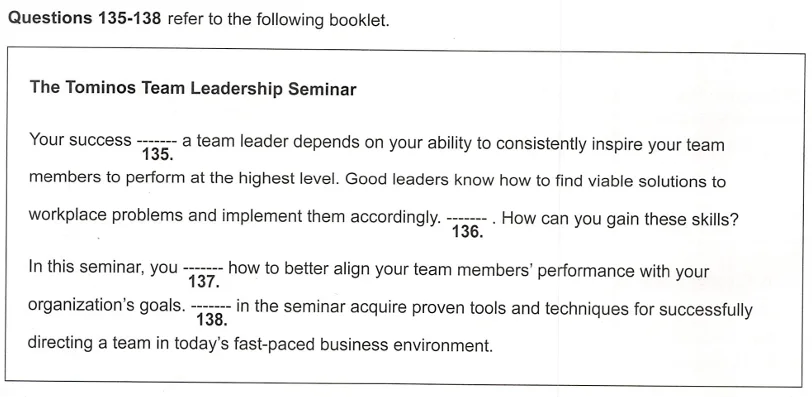 Questions 135-138 refer to the following booklet.
The Tominos Team Leadership Seminar
Your success ------- a team leader depends on your ability to consistently inspire your team
135.
members to perform at the highest level. Good leaders know how to find viable solutions to
workplace problems and implement them accordingly. ------- . How can you gain these skills?
136.
In this seminar, you ------- how to better align your team members' performance with your
137.
organization's goals. ------- in the seminar acquire proven tools and techniques for successfully
138.
directing a team in today's fast-paced business environment.